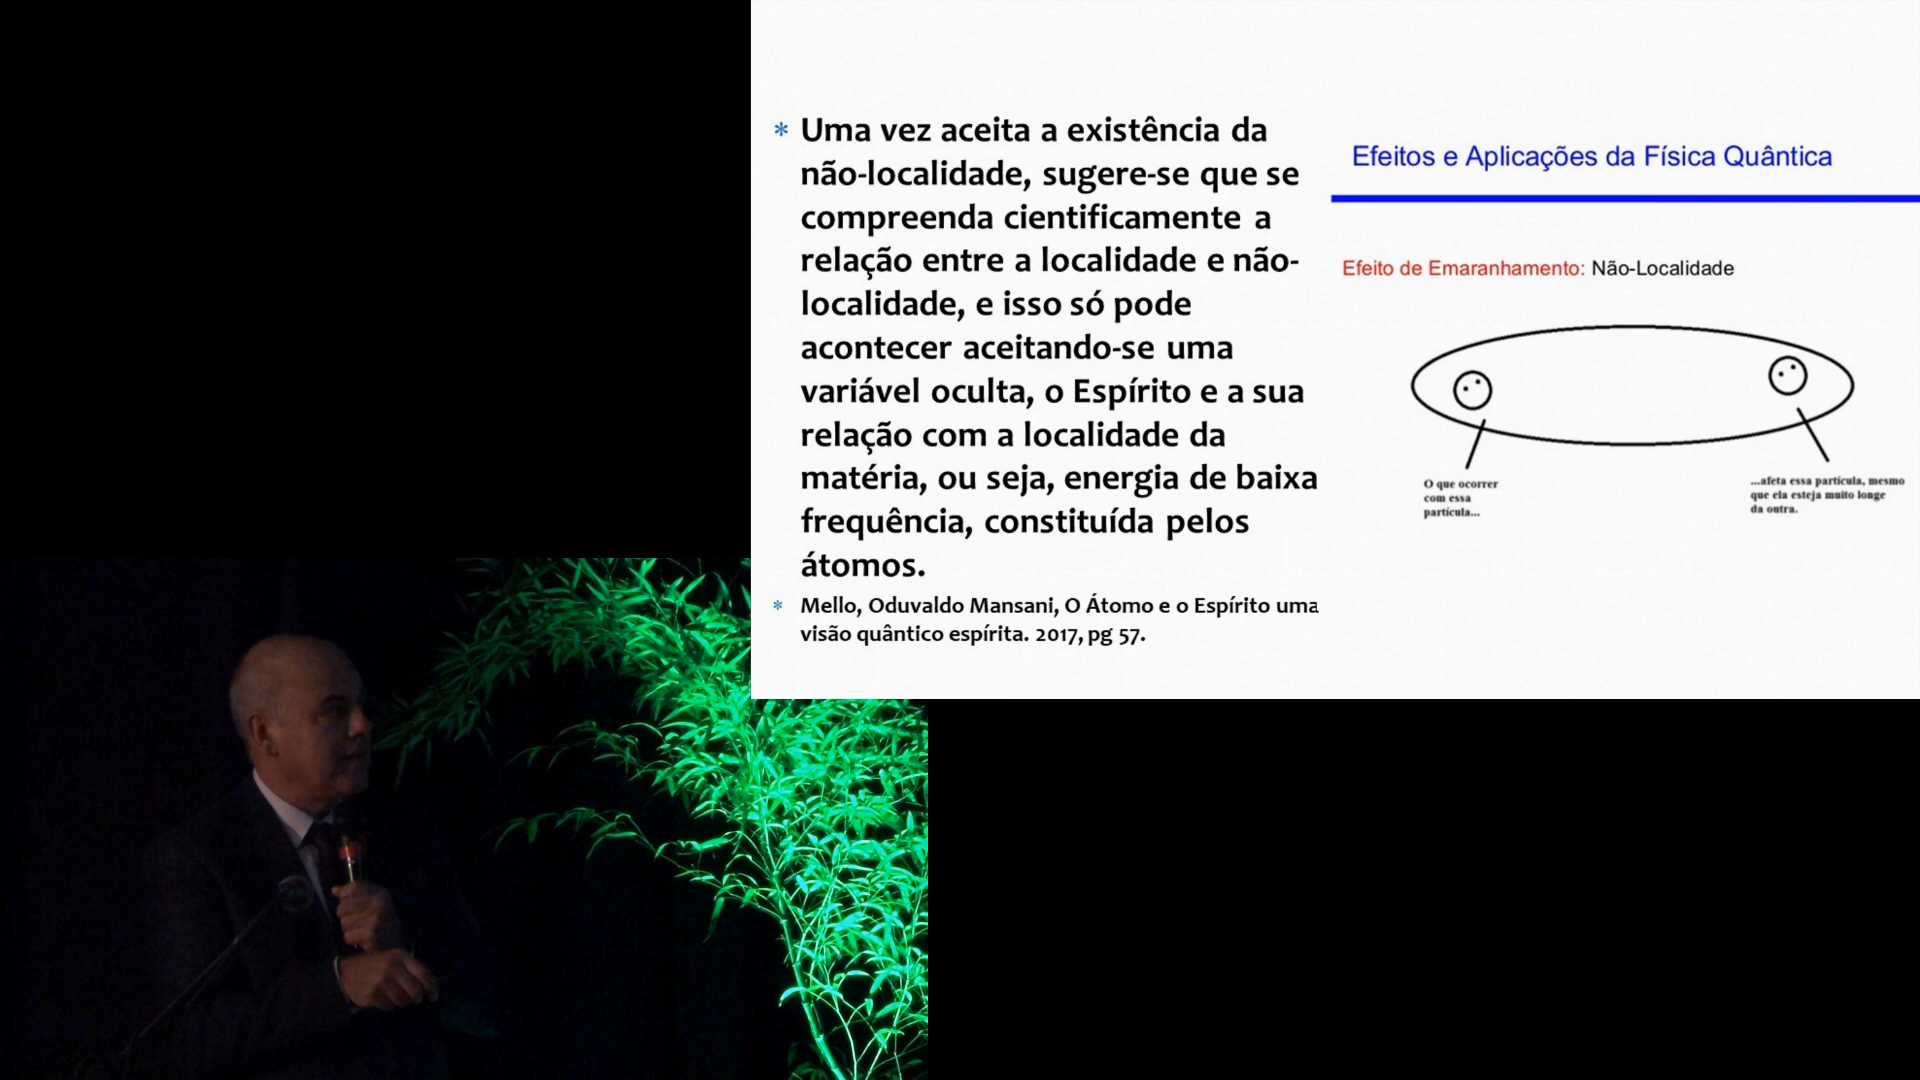 * Uma vez aceita a existência da
não-localidade, sugere-se que se
compreenda cientificamente a
relação entre a localidade e não-
localidade, e isso só pode
acontecer aceitando-se uma
variável oculta, o Espírito e a sua
relação com a localidade da
matéria, ou seja, energia de baixa
frequência, constituída pelos
átomos.
* Mello, Oduvaldo Mansani, O Átomo e o Espírito uma
visão quântico espírita. 2017, pg 57.
Efeitos e Aplicações da Física Quântica
Efeito de Emaranhamento: Não-Localidade
O que ocorrer
com essa
partícula...
...afeta essa partícula, mesmo
que ela esteja muito longe
da outra.